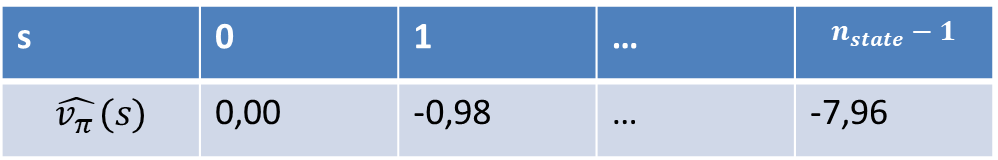 s 0 1 ... n_state − 1
v̂_π(s) 0,00 -0,98 ... -7,96